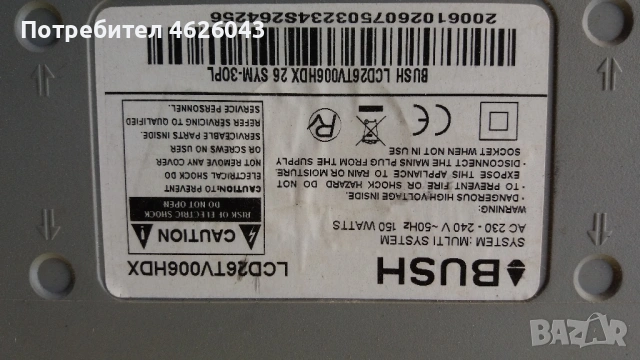 Потребител 4626043
BUSH
LCD26TV006HDX
SYSTEM : MULTI SYSTEM
AC 230 - 240 V ~50Hz 150 WATTS
WARNING:
• DANGEROUS HIGH VOLTAGE INSIDE.
• TO PREVENT FIRE OR SHOCK HAZARD DO NOT
EXPOSE THIS APPLIANCE TO RAIN OR MOISTURE.
• DISCONNECT THE MAINS PLUG FROM THE SUPPLY
SOCKET WHEN NOT IN USE
CAUTION
RISK OF ELECTRIC SHOCK
DO NOT OPEN
CAUTION: TO PREVENT
ELECTRICAL SHOCK DO
NOT REMOVE ANY COVER
OR SCREWS NO USER
SERVICEABLE PARTS INSIDE.
REFER SERVICING TO QUALIFIED
SERVICE PERSONNEL.
CE
BUSH LCD26TV006HDX 26 SYM-3OPL
20061026075032345264256
BAZAR
bg